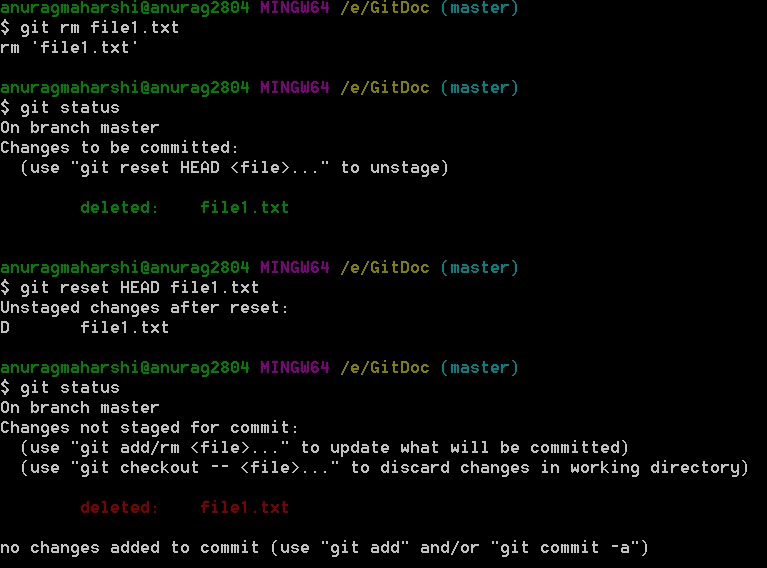 anuragmaharshi@anurag2804 MINGW64 /e/GitDoc (master)
$ git rm file1.txt
rm 'file1.txt'
anuragmaharshi@anurag2804 MINGW64 /e/GitDoc (master)
$ git status
On branch master
Changes to be committed:
  (use "git reset HEAD <file>..." to unstage)
        deleted:    file1.txt
anuragmaharshi@anurag2804 MINGW64 /e/GitDoc (master)
$ git reset HEAD file1.txt
Unstaged changes after reset:
D       file1.txt
anuragmaharshi@anurag2804 MINGW64 /e/GitDoc (master)
$ git status
On branch master
Changes not staged for commit:
  (use "git add/rm <file>..." to update what will be committed)
  (use "git checkout -- <file>..." to discard changes in working directory)
        deleted:    file1.txt
no changes added to commit (use "git add" and/or "git commit -a")